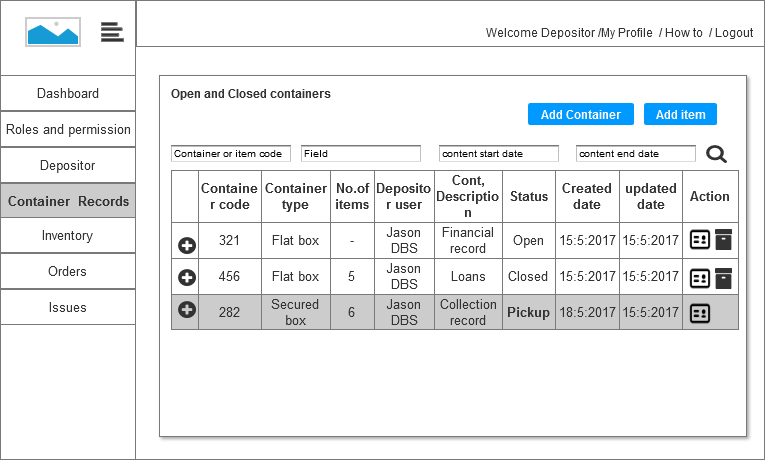 Welcome Depositor /My Profile / How to / Logout
Dashboard
Roles and permission
Depositor
Container Records
Inventory
Orders
Issues
Open and Closed containers
Add Container Add item
Container or item code Field content start date content end date
Containe
r code
Container
type
No.of
items
Deposito
r user
Cont,
Descriptio
n
Status
Created
date
updated
date
Action
321 Flat box - Jason
DBS
Financial
record
Open 15:5:2017 15:5:2017
456 Flat box 5 Jason
DBS
Loans Closed 15:5:2017 15:5:2017
282 Secured
box
6 Jason
DBS
Collection
record
Pickup 18:5:2017 15:5:2017